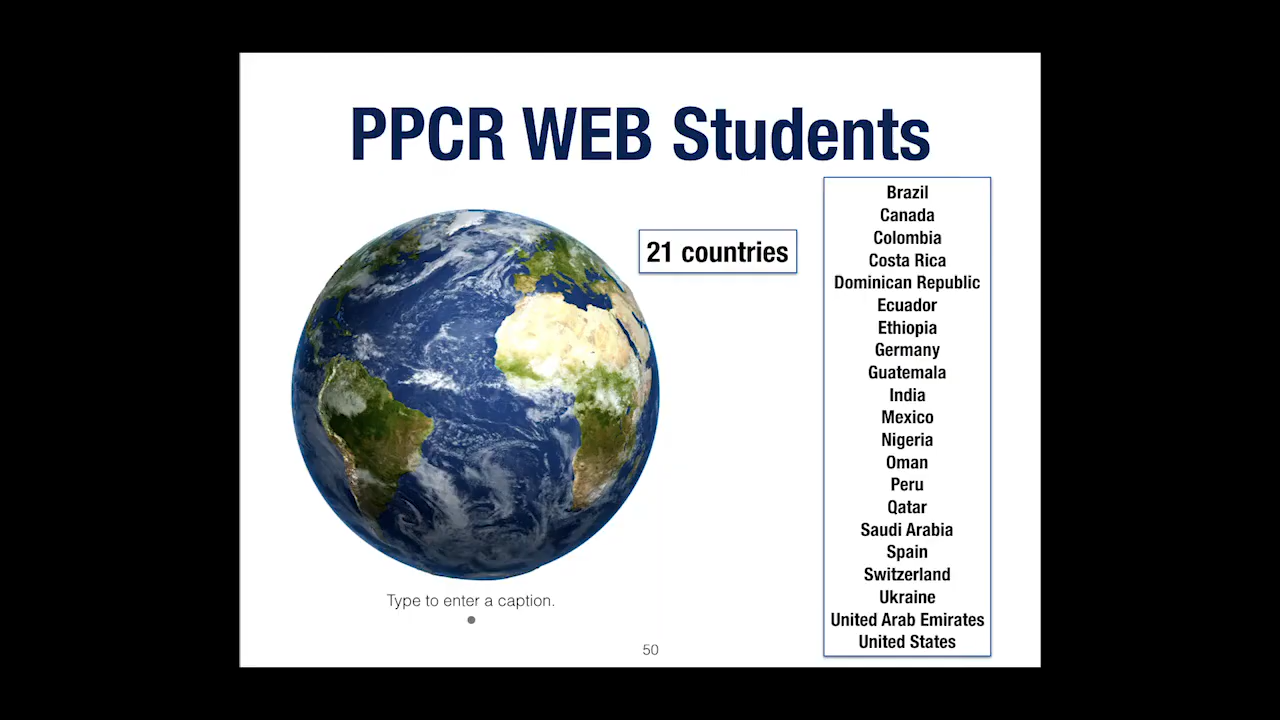 PPCR WEB Students
21 countries
Brazil
Canada
Colombia
Costa Rica
Dominican Republic
Ecuador
Ethiopia
Germany
Guatemala
India
Mexico
Nigeria
Oman
Peru
Qatar
Saudi Arabia
Spain
Switzerland
Ukraine
United Arab Emirates
United States
Type to enter a caption.
50